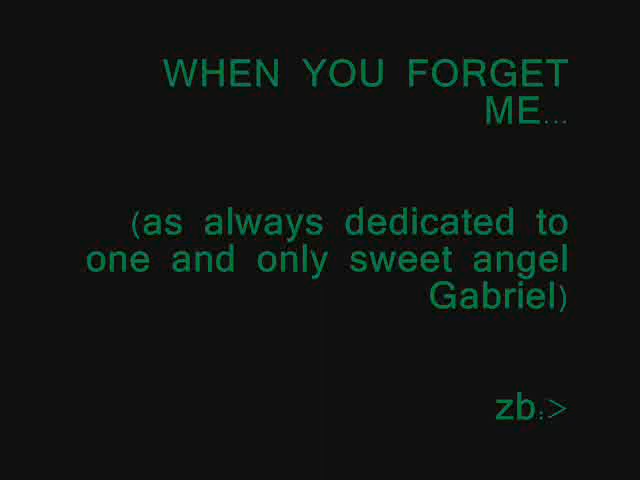 WHEN YOU FORGET
ME...
(as always dedicated to
one and only sweet angel
Gabriel)
zb:>